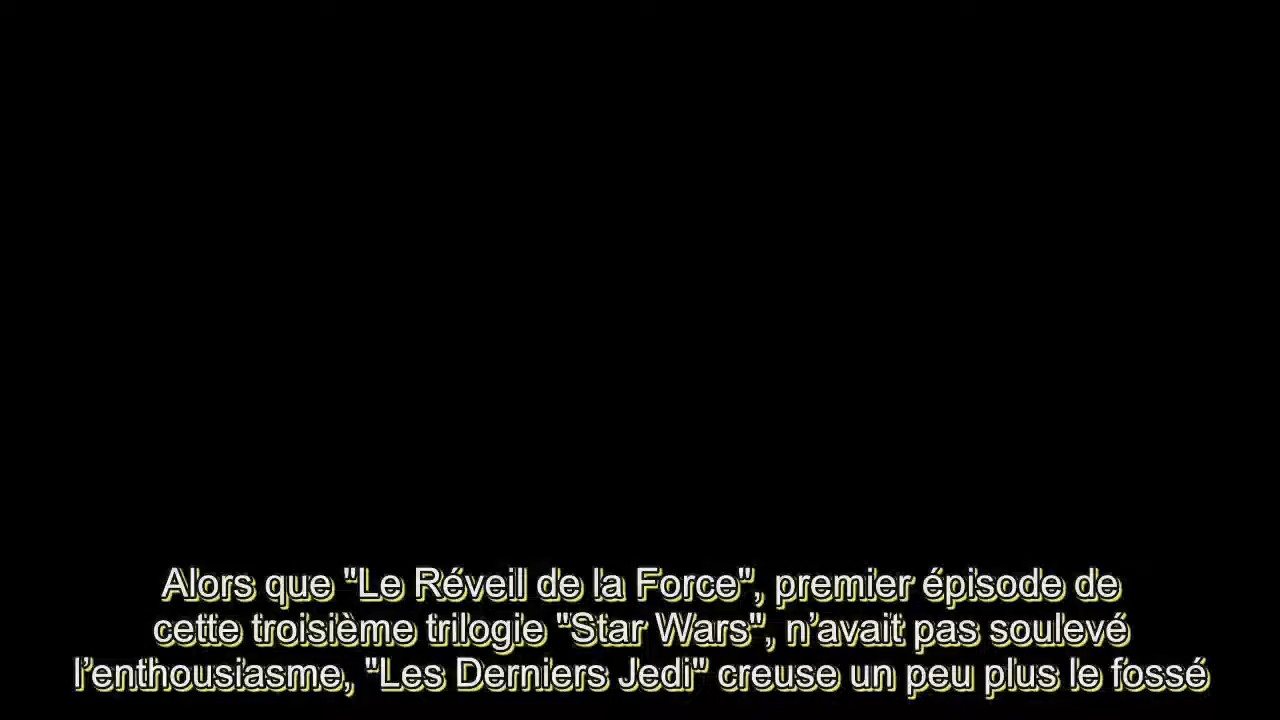 Alors que "Le Réveil de la Force", premier épisode de
cette troisième trilogie "Star Wars", n’avait pas soulevé
l’enthousiasme, "Les Derniers Jedi" creuse un peu plus le fossé